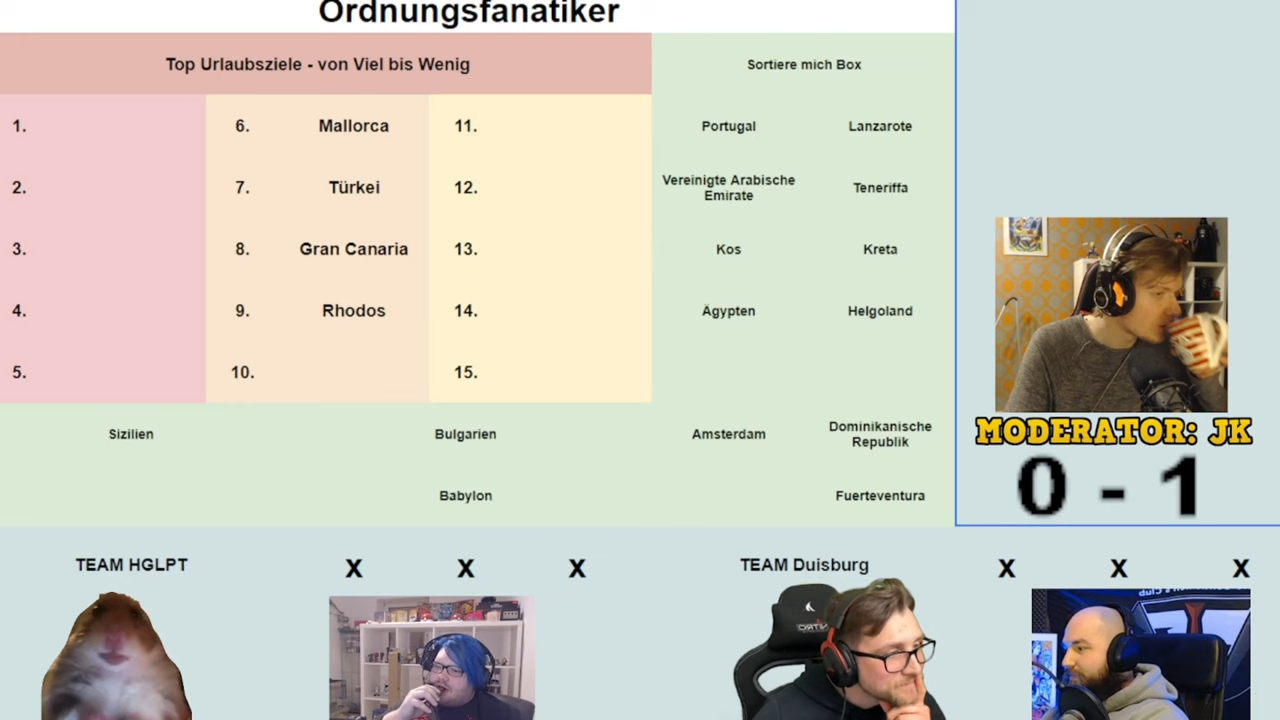 Ordnungsfanatiker
Top Urlaubsziele - von Viel bis Wenig
Sortiere mich Box
1.
6.
Mallorca
11.
Portugal
Lanzarote
2.
7.
Türkei
12.
Vereinigte Arabische
Emirate
Teneriffa
3.
8.
Gran Canaria
13.
Kos
Kreta
4.
9.
Rhodos
14.
Ägypten
Helgoland
5.
10.
15.
Sizilien
Bulgarien
Amsterdam
Dominikanische
Republik
Babylon
Fuerteventura
MODERATOR: JK
0 - 1
TEAM HGLPT
X X X
TEAM Duisburg
X X X